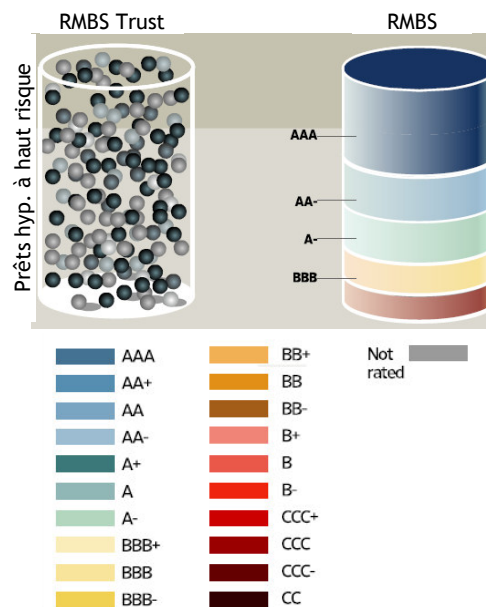 RMBS Trust
RMBS
Prêts hyp. à haut risque
AAA
AA-
A-
BBB
AAA
AA+
AA
AA-
A+
A
A-
BBB+
BBB
BBB-
BB+
BB
BB-
B+
B
B-
CCC+
CCC
CCC-
CC
Not
rated